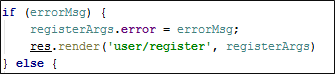 if (errorMsg) {
registerArgs.error = errorMsg;
res.render('user/register', registerArgs)
} else {